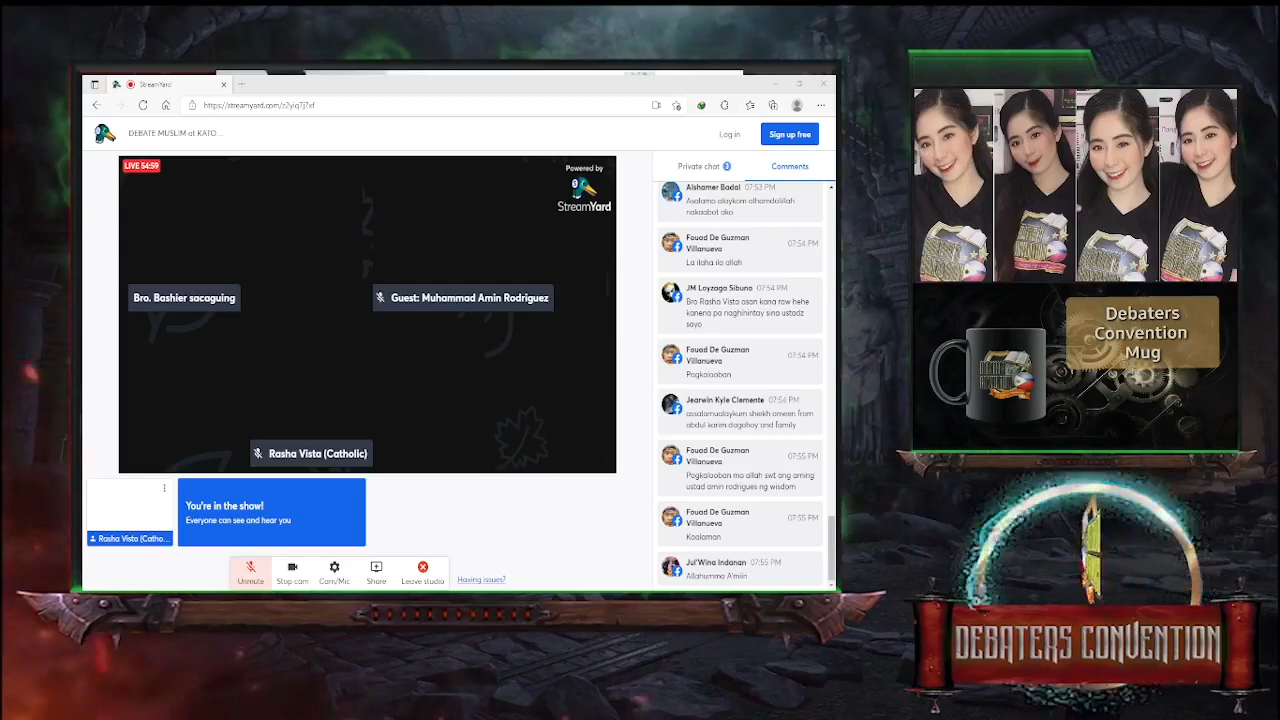 StreamYard
https://streamyard.com/z2yiq7j7xf
DEBATE MUSLIM at KATO...
Log in
Sign up free
LIVE 54:59
Powered by
StreamYard
Bro. Bashier sacaguing
Guest: Muhammad Amin Rodriguez
Rasha Vista (Catholic)
Private chat 3
Comments
Alshamer Badal 07:53 PM
Asalamo alaykom alhamdolillah
nakaabot ako
Fouad De Guzman
Villanueva
07:54 PM
La ilaha.ila allah
JM Loyzaga Sibuno 07:54 PM
Bro Rasha Vista asan kana raw hehe
kanena pa naghihintay sina ustadz
sayo
Fouad De Guzman
Villanueva
07:54 PM
Pagkalooban
Jearwin Kyle Clemente 07:54 PM
assalamualaykum shiekh ameen from
abdul karim dagohoy and family
Fouad De Guzman
Villanueva
07:55 PM
Pagkalooban mo allah swt ang aming
ustad amin rodrigues ng wisdom
Fouad De Guzman
Villanueva
07:55 PM
Kaalaman
Jul'Wina Indanan 07:55 PM
Allahumma A'miin
Rasha Vista (Catho...
You're in the show!
Everyone can see and hear you
Unmute
Stop cam
Cam/Mic
Share
Leave studio
Having issues?
Debaters
Convention
Mug
DEBATERS CONVENTION